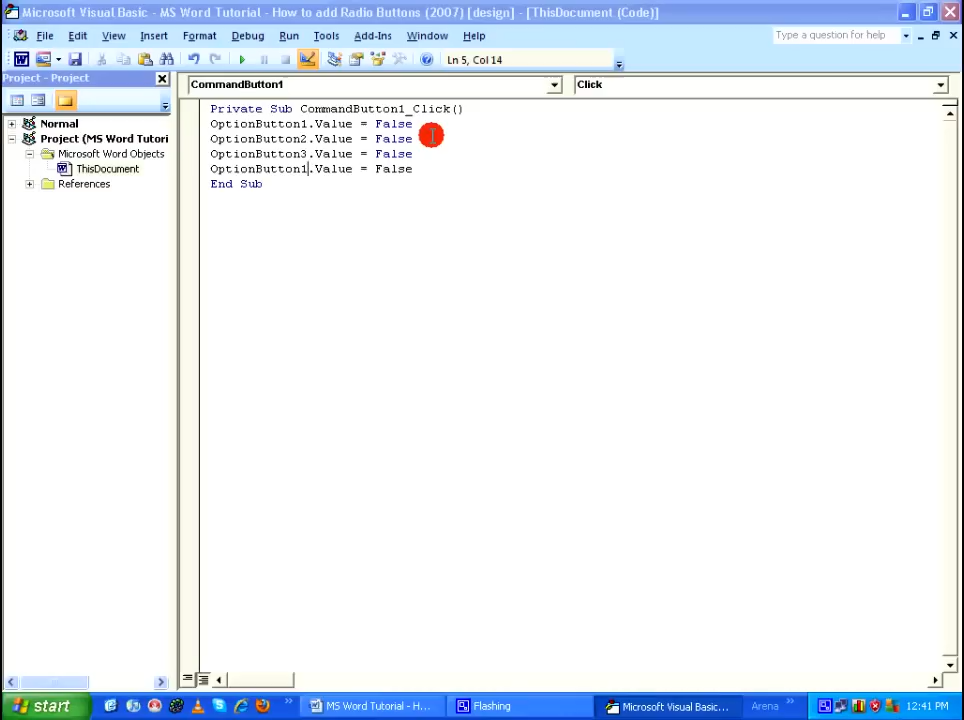 Microsoft Visual Basic - MS Word Tutorial - How to add Radio Buttons (2007) [design] - [ThisDocument (Code)]
File Edit View Insert Format Debug Run Tools Add-Ins Window Help
Type a question for help
Ln 5, Col 14
Project - Project
CommandButton1
Click
Normal
Project (MS Word Tutori
Microsoft Word Objects
ThisDocument
References
Private Sub CommandButton1_Click()
OptionButton1.Value = False
OptionButton2.Value = False
OptionButton3.Value = False
OptionButton1.Value = False
End Sub
start
MS Word Tutorial - H...
Flashing
Microsoft Visual Basic...
Arena
12:41 PM